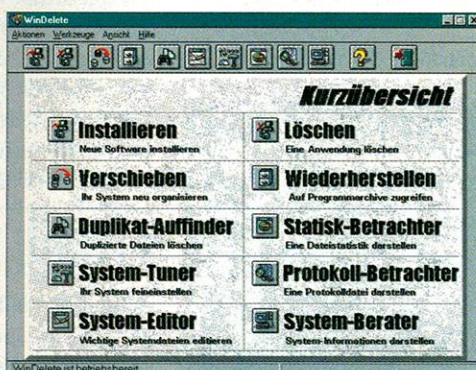 WinDelete
Aktionen Werkzeuge Ansicht Hilfe
Kurzübersicht
Installieren
Neue Software installieren
Löschen
Eine Anwendung löschen
Verschieben
Ihr System neu organisieren
Wiederherstellen
Auf Programmarchive zugreifen
Duplikat-Auffinder
Duplizierte Dateien löschen
Statisk-Betrachter
Eine Dateistatistik darstellen
System-Tuner
Ihr System feineinstellen
Protokoll-Betrachter
Eine Protokolldatei darstellen
System-Editor
Wichtige Systemdateien editieren
System-Berater
System-Informationen darstellen
WinDelete ist betriebsbereit